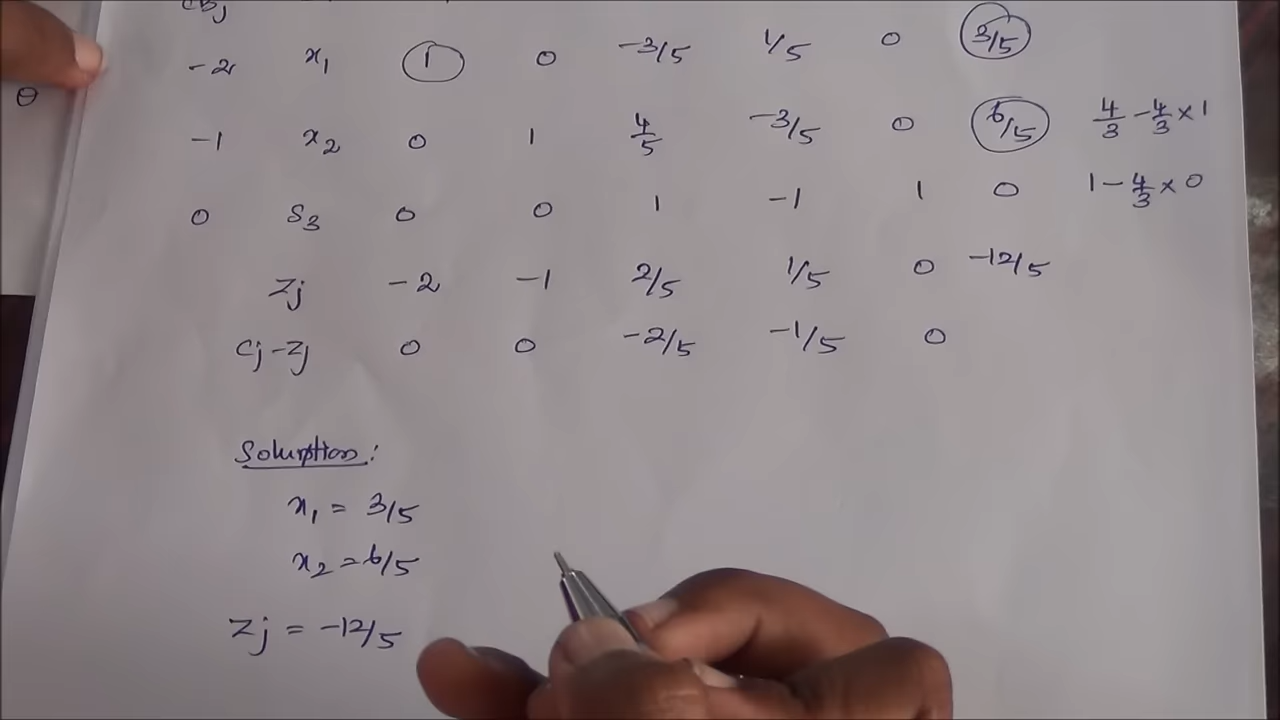 CBj
-2 x1 1 0 -3/5 1/5 0 3/5
θ
-1 x2 0 1 4/5 -3/5 0 6/5 4/3 - 4/3 × 1
0 S3 0 0 1 -1 1 0 1 - 4/3 × 0
Zj -2 -1 2/5 1/5 0 -12/5
Cj-Zj 0 0 -2/5 -1/5 0
Solution:
x1 = 3/5
x2 = 6/5
Zj = -12/5